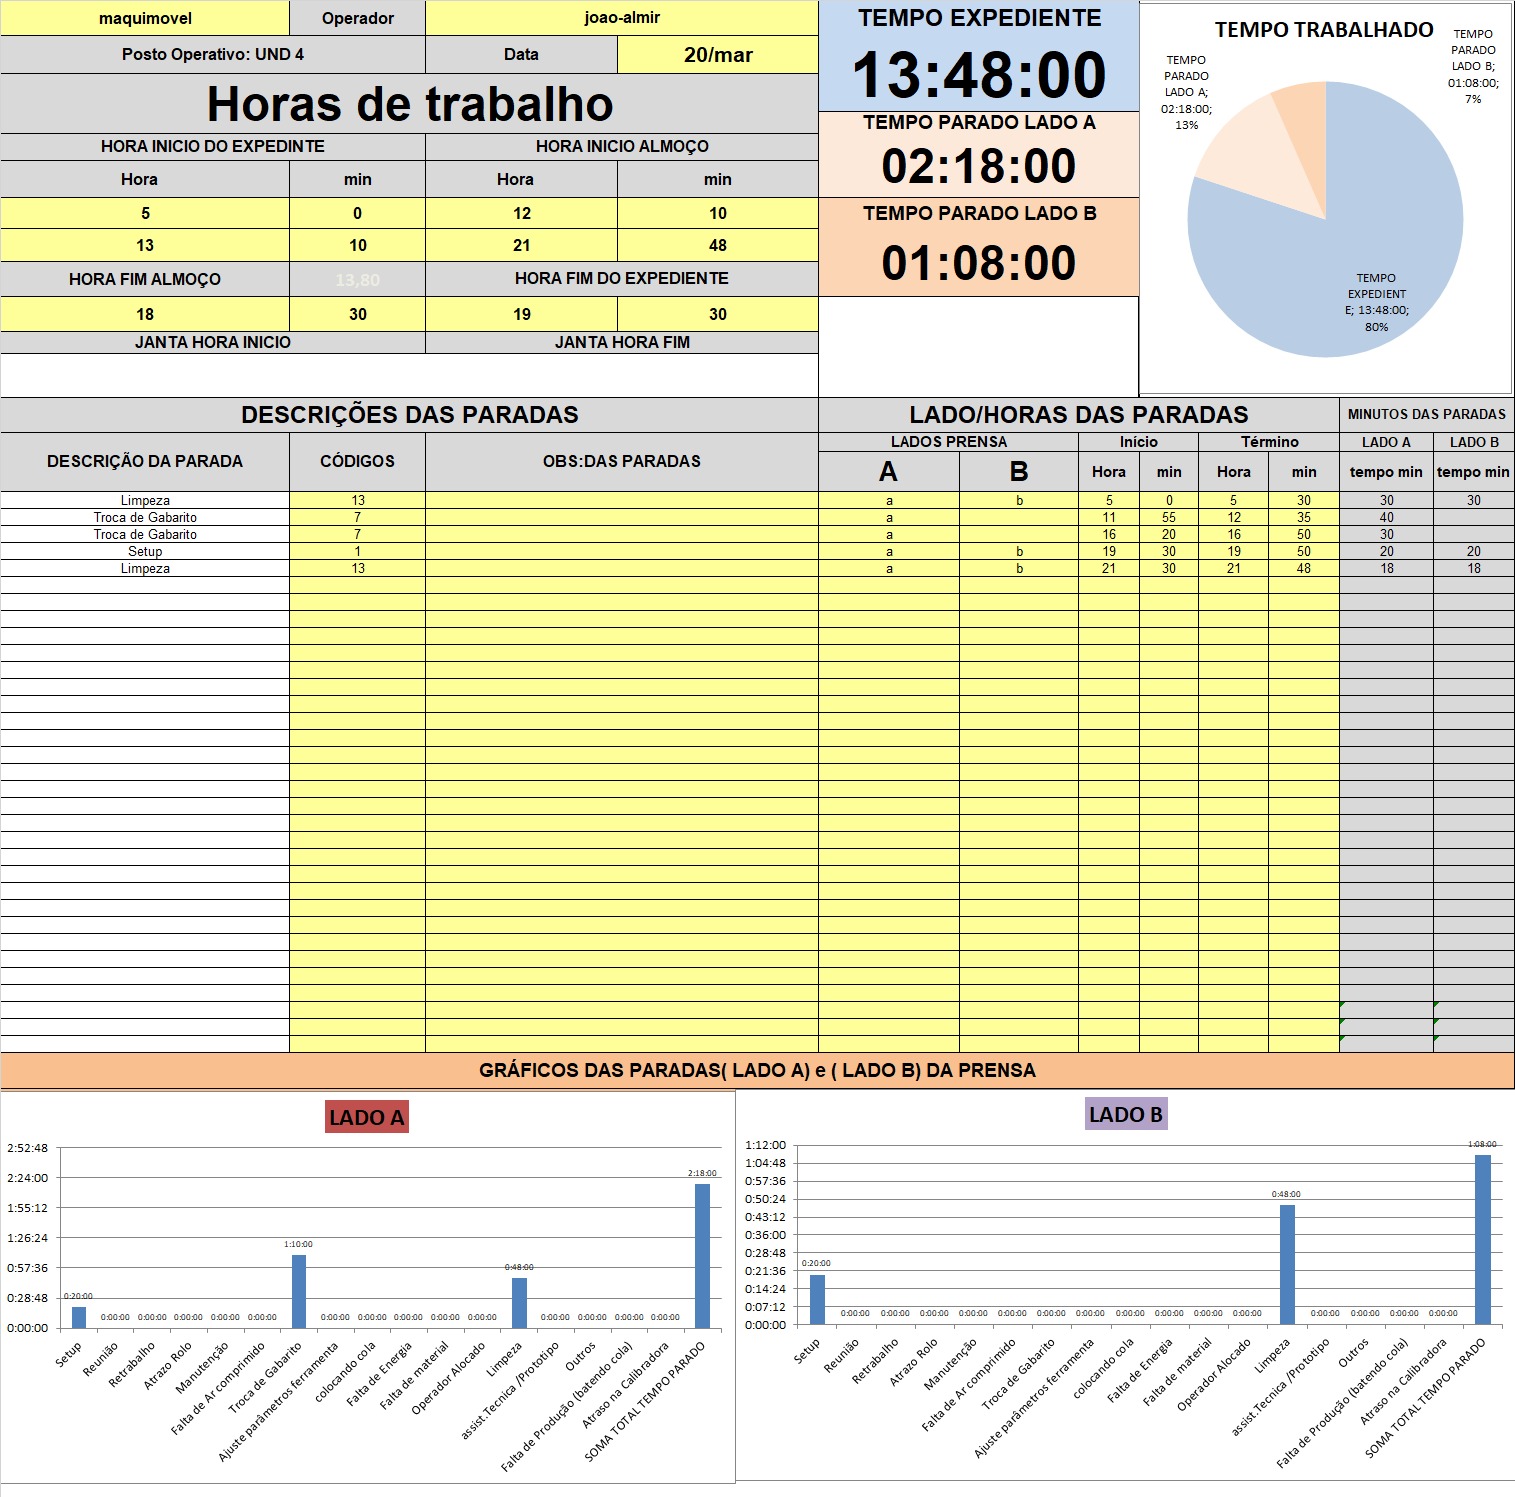 maquimovel Operador joao-almir
Posto Operativo: UND 4 Data 20/mar
Horas de trabalho
HORA INICIO DO EXPEDINTE HORA INICIO ALMOÇO
Hora min Hora min
5 0 12 10
13 10 21 48
HORA FIM ALMOÇO 13,80 HORA FIM DO EXPEDIENTE
18 30 19 30
JANTA HORA INICIO JANTA HORA FIM
TEMPO EXPEDIENTE
13:48:00
TEMPO PARADO LADO A
02:18:00
TEMPO PARADO LADO B
01:08:00
TEMPO TRABALHADO
TEMPO
PARADO
LADO A;
02:18:00;
13%
TEMPO
PARADO
LADO B;
01:08:00;
7%
TEMPO
EXPEDIENT
E; 13:48:00;
80%
DESCRIÇÕES DAS PARADAS LADO/HORAS DAS PARADAS MINUTOS DAS PARADAS
DESCRIÇÃO DA PARADA CÓDIGOS OBS:DAS PARADAS LADOS PRENSA Início Término LADO A LADO B
A B Hora min Hora min tempo min tempo min
Limpeza 13 a b 5 0 5 30 30 30
Troca de Gabarito 7 a 11 55 12 35 40
Troca de Gabarito 7 a 16 20 16 50 30
Setup 1 a b 19 30 19 50 20 20
Limpeza 13 a b 21 30 21 48 18 18
GRÁFICOS DAS PARADAS( LADO A) e ( LADO B) DA PRENSA
LADO A
2:52:48
2:24:00
1:55:12
1:26:24
0:57:36
0:28:48
0:00:00
0:20:00 0:00:00 0:00:00 0:00:00 0:00:00 0:00:00 1:10:00 0:00:00 0:00:00 0:00:00 0:00:00 0:00:00 0:48:00 0:00:00 0:00:00 0:00:00 0:00:00 2:18:00
Setup
Reunião
Retrabalho
Atrazo Rolo
Manutenção
Falta de Ar comprimido
Troca de Gabarito
Ajuste parâmetros ferramenta
colocando cola
Falta de Energia
Falta de material
Operador Alocado
Limpeza
assist.Tecnica /Prototipo
Outros
Falta de Produção (batendo cola)
Atraso na Calibradora
SOMA TOTAL TEMPO PARADO
LADO B
1:12:00
1:04:48
0:57:36
0:50:24
0:43:12
0:36:00
0:28:48
0:21:36
0:14:24
0:07:12
0:00:00
0:20:00 0:00:00 0:00:00 0:00:00 0:00:00 0:00:00 0:00:00 0:00:00 0:00:00 0:00:00 0:00:00 0:00:00 0:48:00 0:00:00 0:00:00 0:00:00 0:00:00 1:08:00
Setup
Reunião
Retrabalho
Atrazo Rolo
Manutenção
Falta de Ar comprimido
Troca de Gabarito
Ajuste parâmetros ferramenta
colocando cola
Falta de Energia
Falta de material
Operador Alocado
Limpeza
assist.Tecnica /Prototipo
Outros
Falta de Produção (batendo cola)
Atraso na Calibradora
SOMA TOTAL TEMPO PARADO